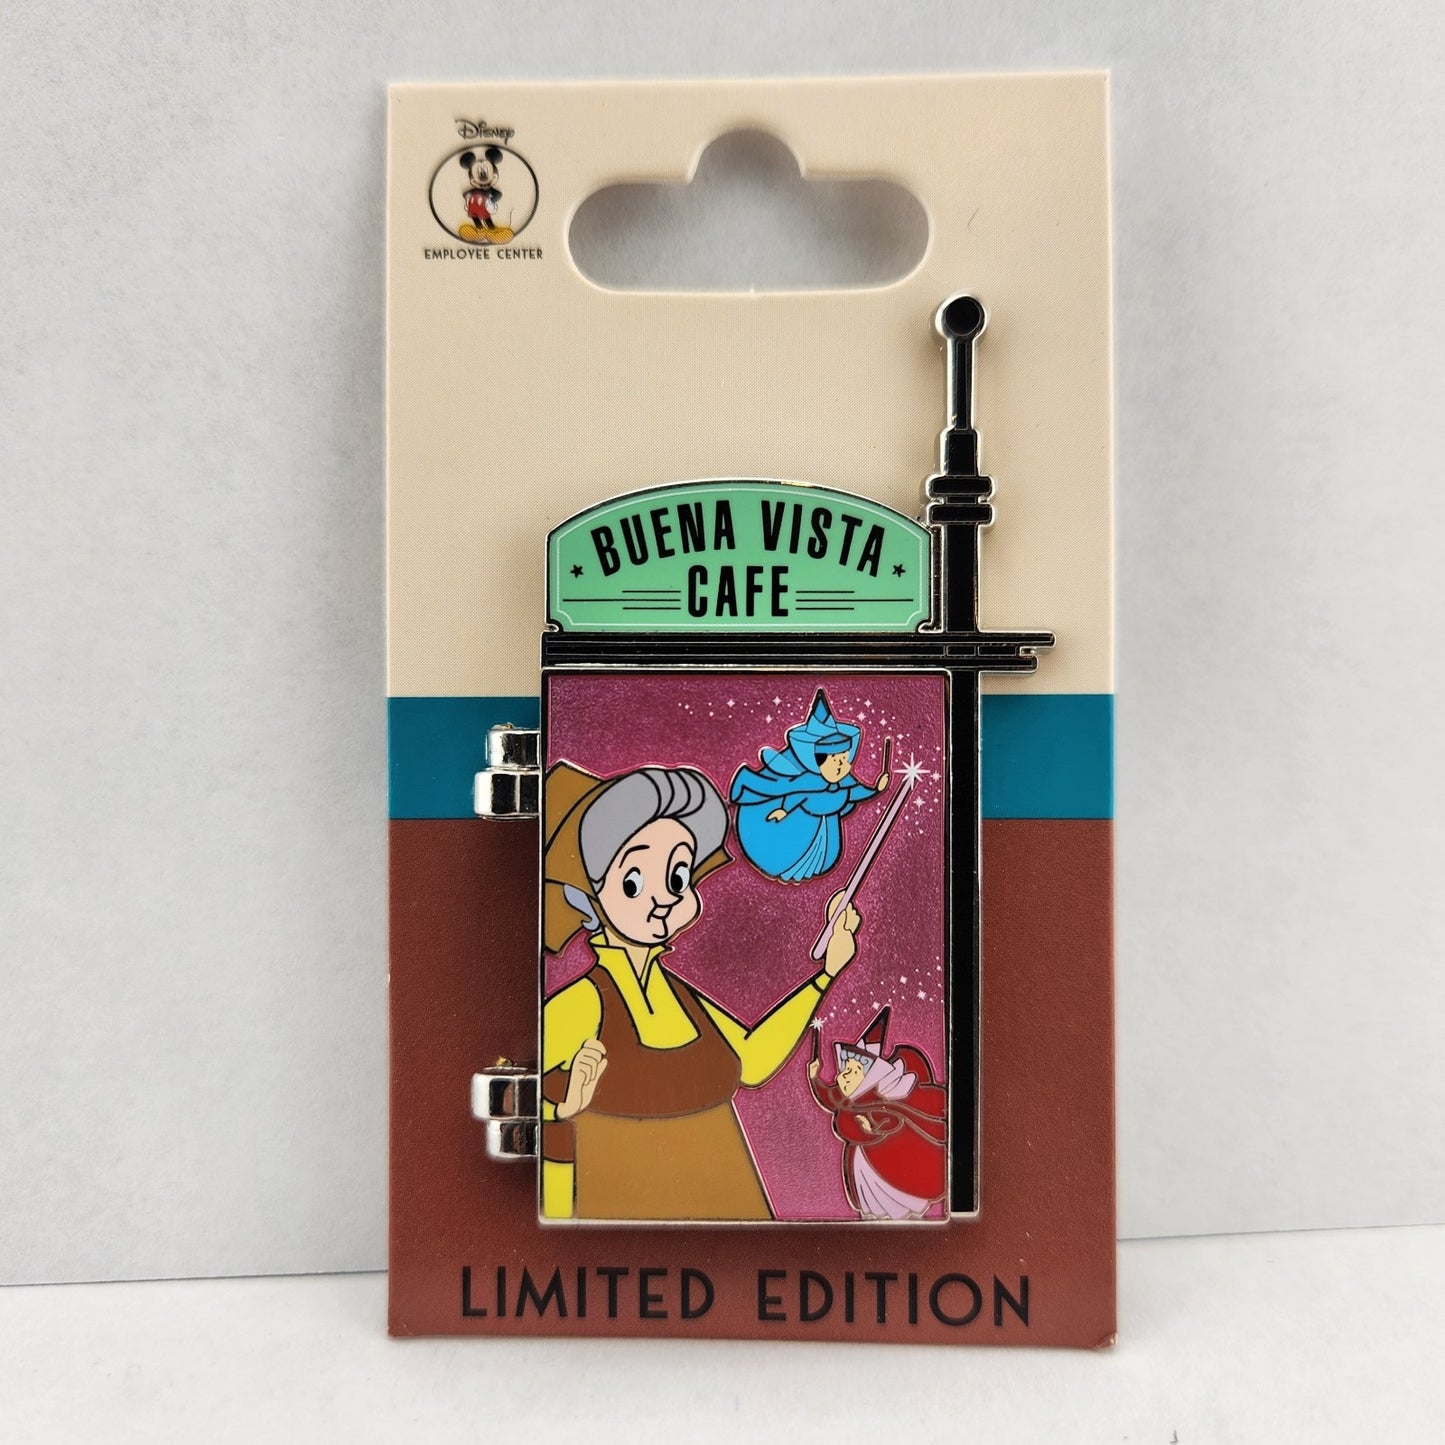 Disney
EMPLOYEE CENTER
BUENA VISTA
CAFE
LIMITED EDITION